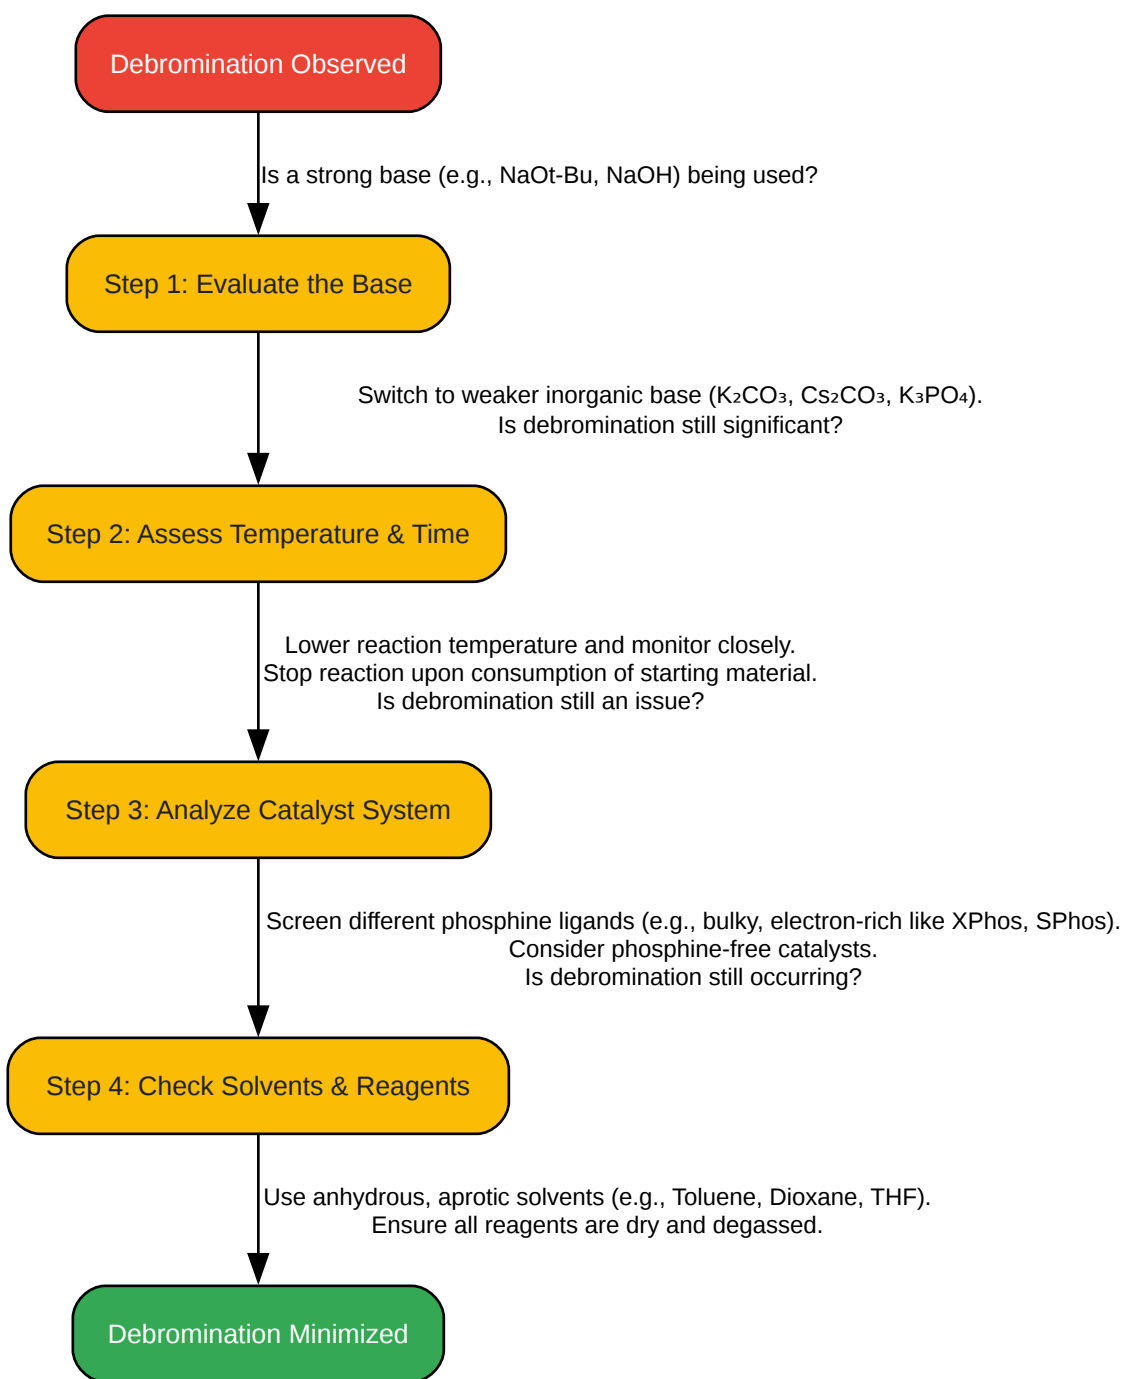 Debromination Observed
Is a strong base (e.g., NaOt-Bu, NaOH) being used?
Step 1: Evaluate the Base
Switch to weaker inorganic base (K₂CO₃, Cs₂CO₃, K₃PO₄).
Is debromination still significant?
Step 2: Assess Temperature & Time
Lower reaction temperature and monitor closely.
Stop reaction upon consumption of starting material.
Is debromination still an issue?
Step 3: Analyze Catalyst System
Screen different phosphine ligands (e.g., bulky, electron-rich like XPhos, SPhos).
Consider phosphine-free catalysts.
Is debromination still occurring?
Step 4: Check Solvents & Reagents
Use anhydrous, aprotic solvents (e.g., Toluene, Dioxane, THF).
Ensure all reagents are dry and degassed.
Debromination Minimized